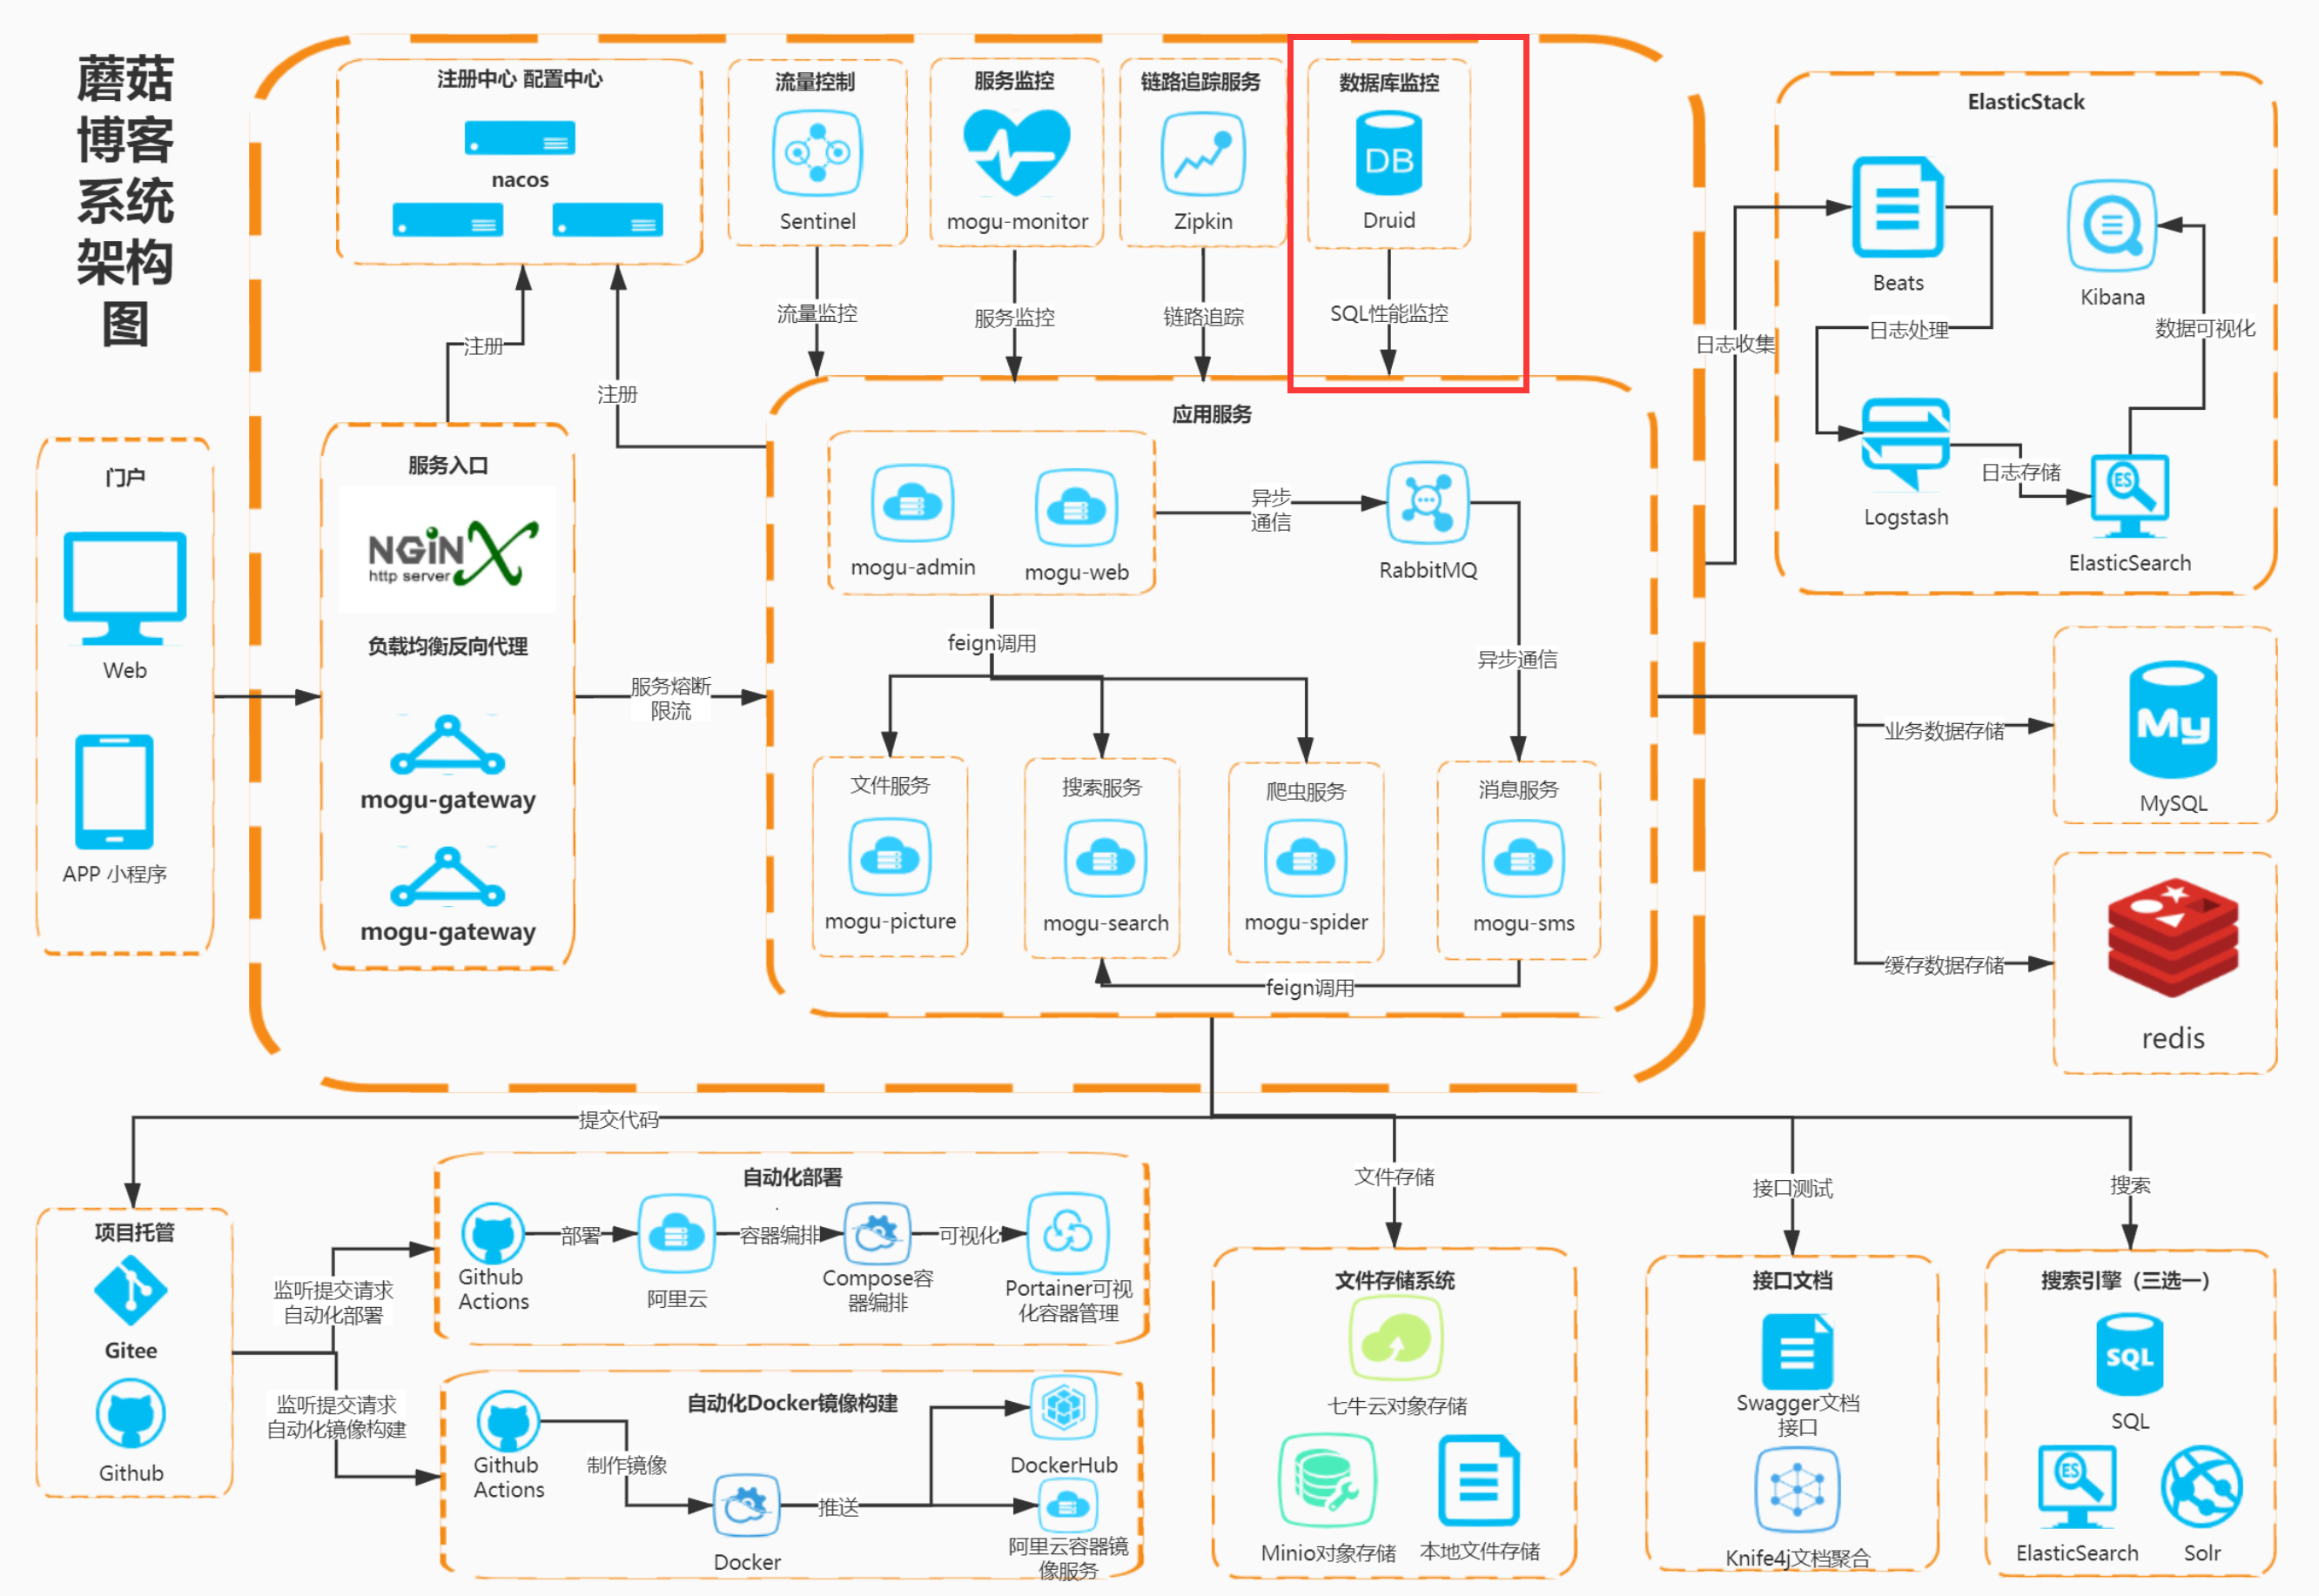 蘑菇
博客
系统
架构
图
注册中心 配置中心
nacos
流量控制
Sentinel
服务监控
mogu-monitor
链路追踪服务
Zipkin
数据库监控
DB
Druid
流量监控
服务监控
链路追踪
SQL性能监控
注册
注册
门户
Web
APP 小程序
服务入口
NGiNX
http server
负载均衡反向代理
mogu-gateway
mogu-gateway
服务熔断
限流
应用服务
mogu-admin
mogu-web
异步
通信
RabbitMQ
feign调用
异步通信
文件服务
mogu-picture
搜索服务
mogu-search
爬虫服务
mogu-spider
消息服务
mogu-sms
feign调用
日志收集
ElasticStack
Beats
Kibana
日志处理
数据可视化
Logstash
日志存储
ES
ElasticSearch
业务数据存储
My
MySQL
缓存数据存储
redis
提交代码
项目托管
Gitee
Github
监听提交请求
自动化部署
监听提交请求
自动化镜像构建
自动化部署
Github
Actions
部署
阿里云
容器编排
Compose容
器编排
可视化
Portainer可视
化容器管理
自动化Docker镜像构建
Github
Actions
制作镜像
Docker
推送
DockerHub
阿里云容器镜
像服务
文件存储
文件存储系统
七牛云对象存储
Minio对象存储
本地文件存储
接口测试
接口文档
Swagger文档
接口
Knife4j文档聚合
搜索
搜索引擎（三选一）
SQL
SQL
ES
ElasticSearch
Solr